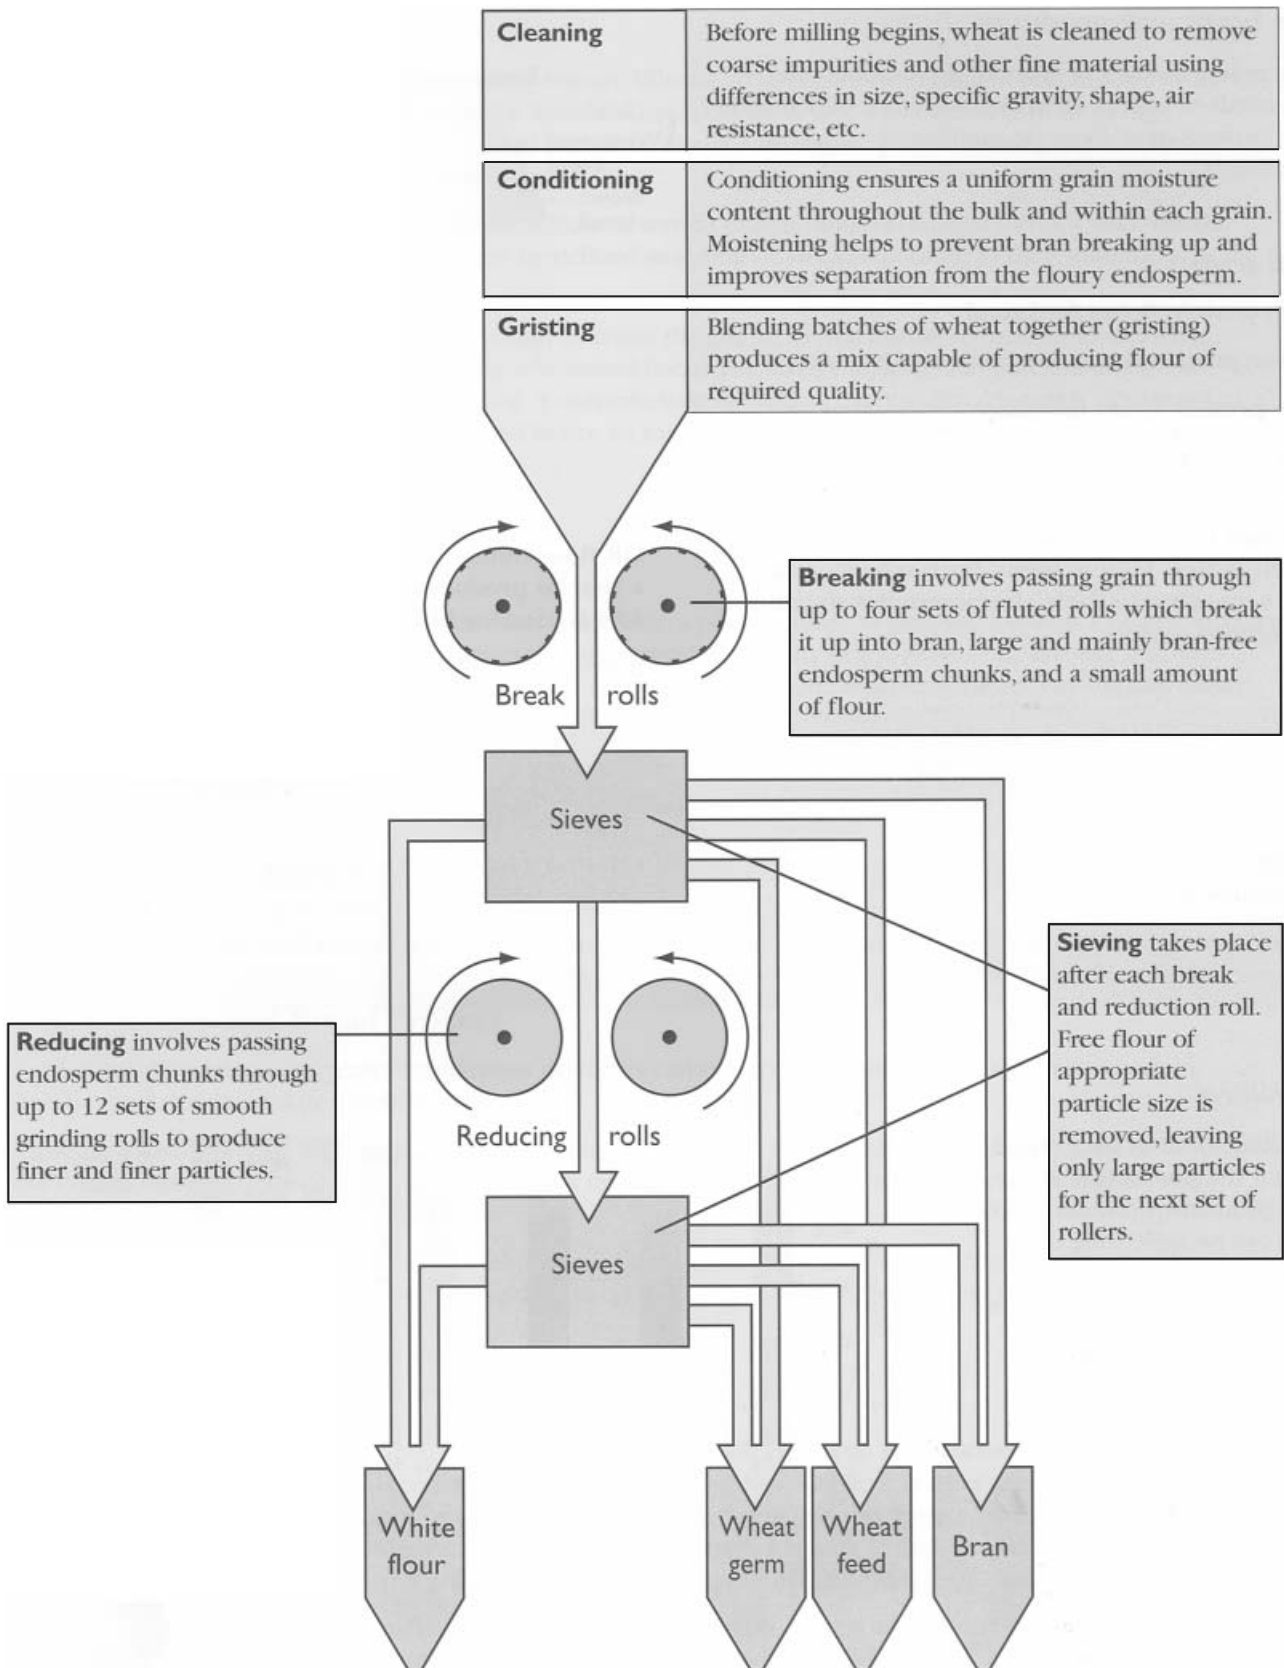 Cleaning
Before milling begins, wheat is cleaned to remove
coarse impurities and other fine material using
differences in size, specific gravity, shape, air
resistance, etc.
Conditioning
Conditioning ensures a uniform grain moisture
content throughout the bulk and within each grain.
Moistening helps to prevent bran breaking up and
improves separation from the floury endosperm.
Gristing
Blending batches of wheat together (gristing)
produces a mix capable of producing flour of
required quality.
Breaking involves passing grain through
up to four sets of fluted rolls which break
it up into bran, large and mainly bran-free
endosperm chunks, and a small amount
of flour.
Break rolls
Sieves
Sieving takes place
after each break
and reduction roll.
Free flour of
appropriate
particle size is
removed, leaving
only large particles
for the next set of
rollers.
Reducing involves passing
endosperm chunks through
up to 12 sets of smooth
grinding rolls to produce
finer and finer particles.
Reducing rolls
Sieves
White
flour
Wheat
germ
Wheat
feed
Bran